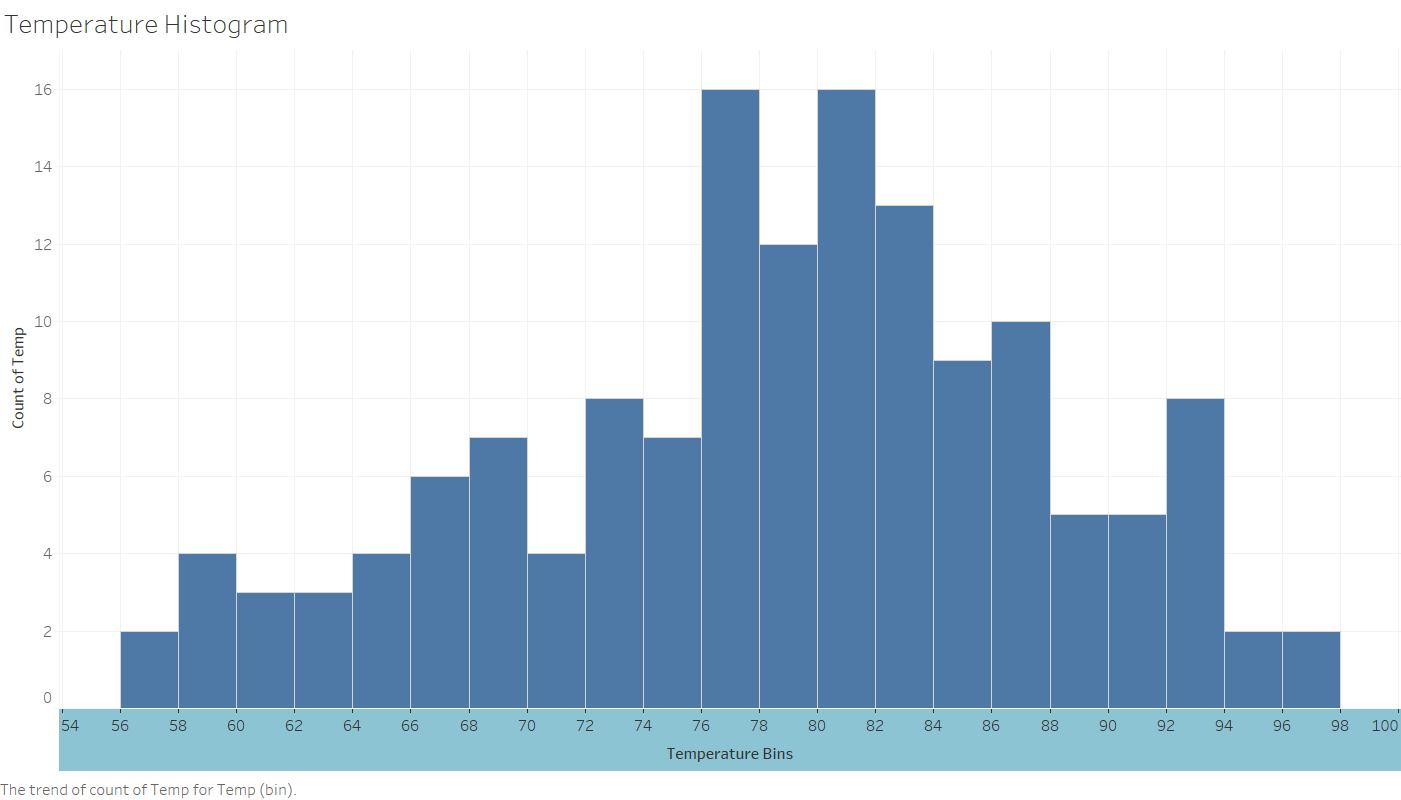 Temperature Histogram
16
14
12
10
8
6
4
2
0
Count of Temp
54 56 58 60 62 64 66 68 70 72 74 76 78 80 82 84 86 88 90 92 94 96 98 100
Temperature Bins
The trend of count of Temp for Temp (bin).